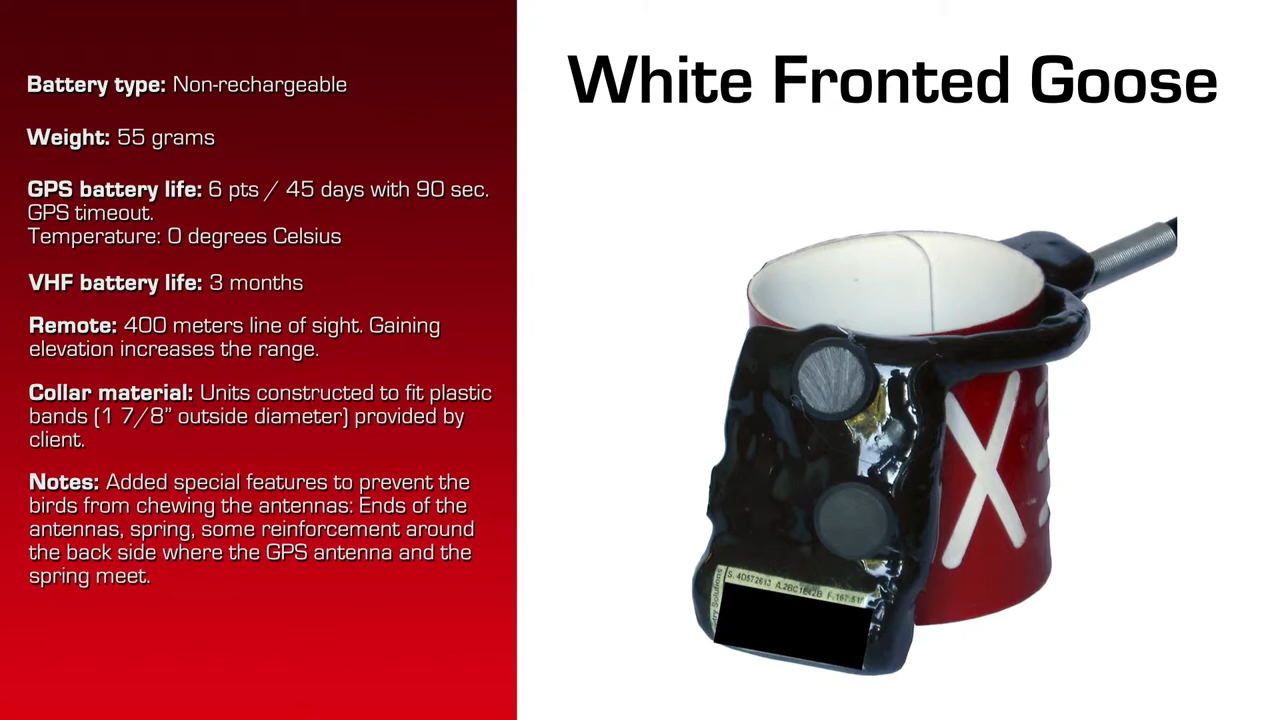 White Fronted Goose
Battery type: Non-rechargeable
Weight: 55 grams
GPS battery life: 6 pts / 45 days with 90 sec.
GPS timeout.
Temperature: 0 degrees Celsius
VHF battery life: 3 months
Remote: 400 meters line of sight. Gaining
elevation increases the range.
Collar material: Units constructed to fit plastic
bands (1 7/8” outside diameter) provided by
client.
Notes: Added special features to prevent the
birds from chewing the antennas: Ends of the
antennas, spring, some reinforcement around
the back side where the GPS antenna and the
spring meet.
X
Solutions